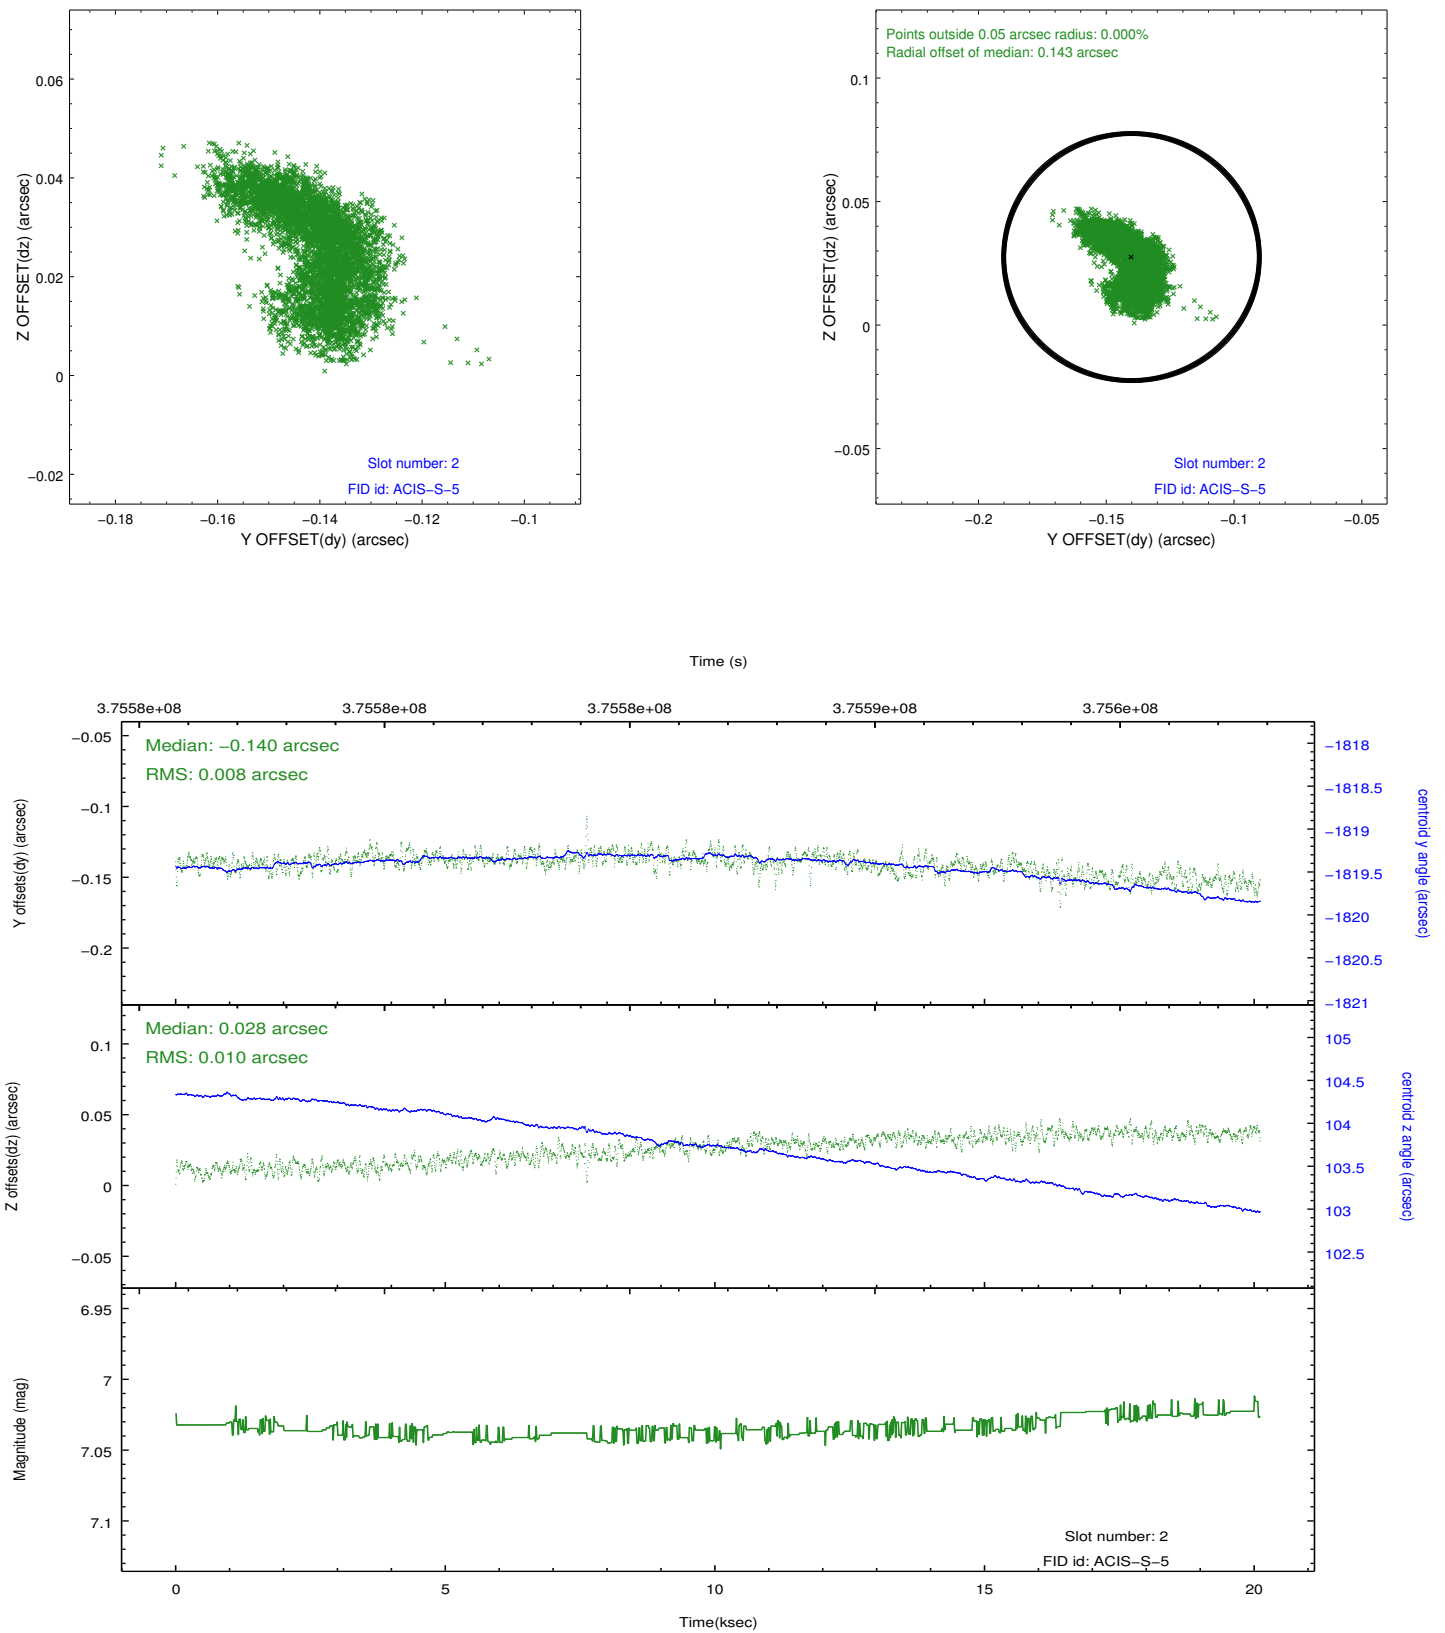 Points outside 0.05 arcsec radius: 0.000%
Radial offset of median: 0.143 arcsec
0.06
0.04
0.02
0
−0.02
Z OFFSET(dz) (arcsec)
Slot number: 2
FID id: ACIS−S−5
−0.18 −0.16 −0.14 −0.12 −0.1
Y OFFSET(dy) (arcsec)
0.1
0.05
0
−0.05
Z OFFSET(dz) (arcsec)
Slot number: 2
FID id: ACIS−S−5
−0.2 −0.15 −0.1 −0.05
Y OFFSET(dy) (arcsec)
Time (s)
3.7558e+08 3.7558e+08 3.7558e+08 3.7559e+08 3.756e+08
Median: −0.140 arcsec
RMS: 0.008 arcsec
−0.05
−0.1
−0.15
−0.2
Y offsets(dy) (arcsec)
−1818
−1818.5
−1819
−1819.5
−1820
−1820.5
−1821
centroid y angle (arcsec)
Median: 0.028 arcsec
RMS: 0.010 arcsec
0.1
0.05
0
−0.05
Z offsets(dz) (arcsec)
105
104.5
104
103.5
103
102.5
centroid z angle (arcsec)
6.95
7
7.05
7.1
Magnitude (mag)
Slot number: 2
FID id: ACIS−S−5
0 5 10 15 20
Time(ksec)